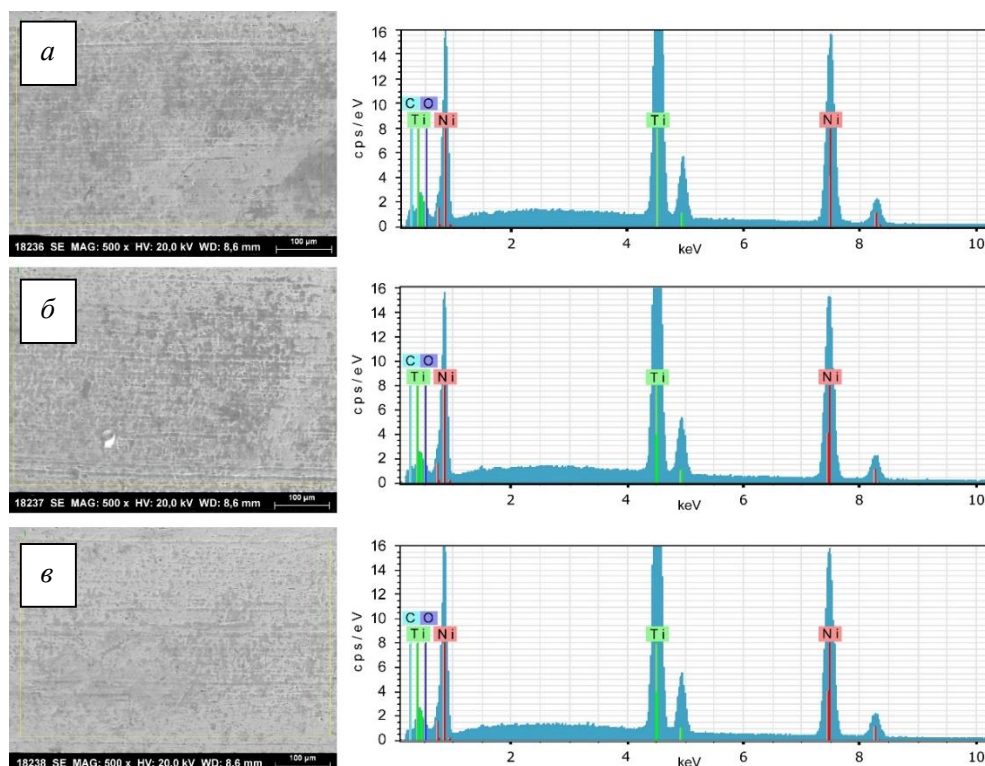 а
18236 SE MAG: 500 x HV: 20,0 kV WD: 8,6 mm 100 µm
16
14
12
10
8
6
4
2
0
cps/eV
C O
Ti Ni Ti Ni
2 4 6 8 10
keV
б
18237 SE MAG: 500 x HV: 20,0 kV WD: 8,6 mm 100 µm
16
14
12
10
8
6
4
2
0
cps/eV
C O
Ti Ni Ti Ni
2 4 6 8 10
keV
в
18238 SE MAG: 500 x HV: 20,0 kV WD: 8,6 mm 100 µm
16
14
12
10
8
6
4
2
0
cps/eV
C O
Ti Ni Ti Ni
2 4 6 8 10
keV